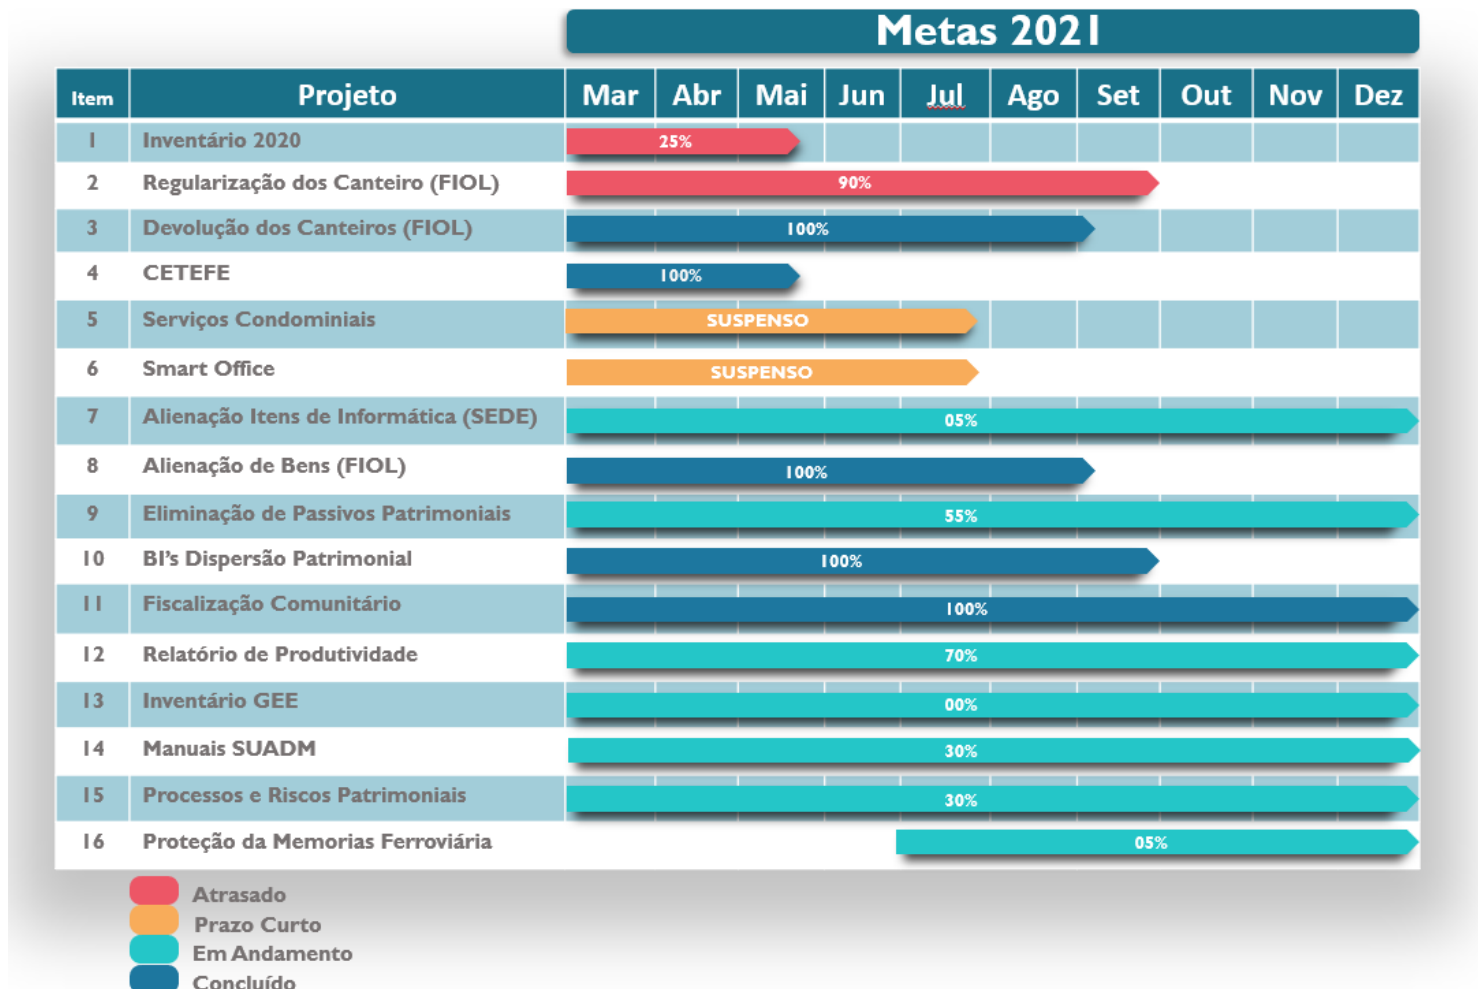 Metas 2021
Item Projeto Mar Abr Mai Jun Jul Ago Set Out Nov Dez
1 Inventário 2020 25%
2 Regularização dos Canteiro (FIOL) 90%
3 Devolução dos Canteiros (FIOL) 100%
4 CETEFE 100%
5 Serviços Condominiais SUSPENSO
6 Smart Office SUSPENSO
7 Alienação Itens de Informática (SEDE) 05%
8 Alienação de Bens (FIOL) 100%
9 Eliminação de Passivos Patrimoniais 55%
10 BI's Dispersão Patrimonial 100%
11 Fiscalização Comunitário 100%
12 Relatório de Produtividade 70%
13 Inventário GEE 00%
14 Manuais SUADM 30%
15 Processos e Riscos Patrimoniais 30%
16 Proteção da Memorias Ferroviária 05%
Atrasado
Prazo Curto
Em Andamento
Concluído